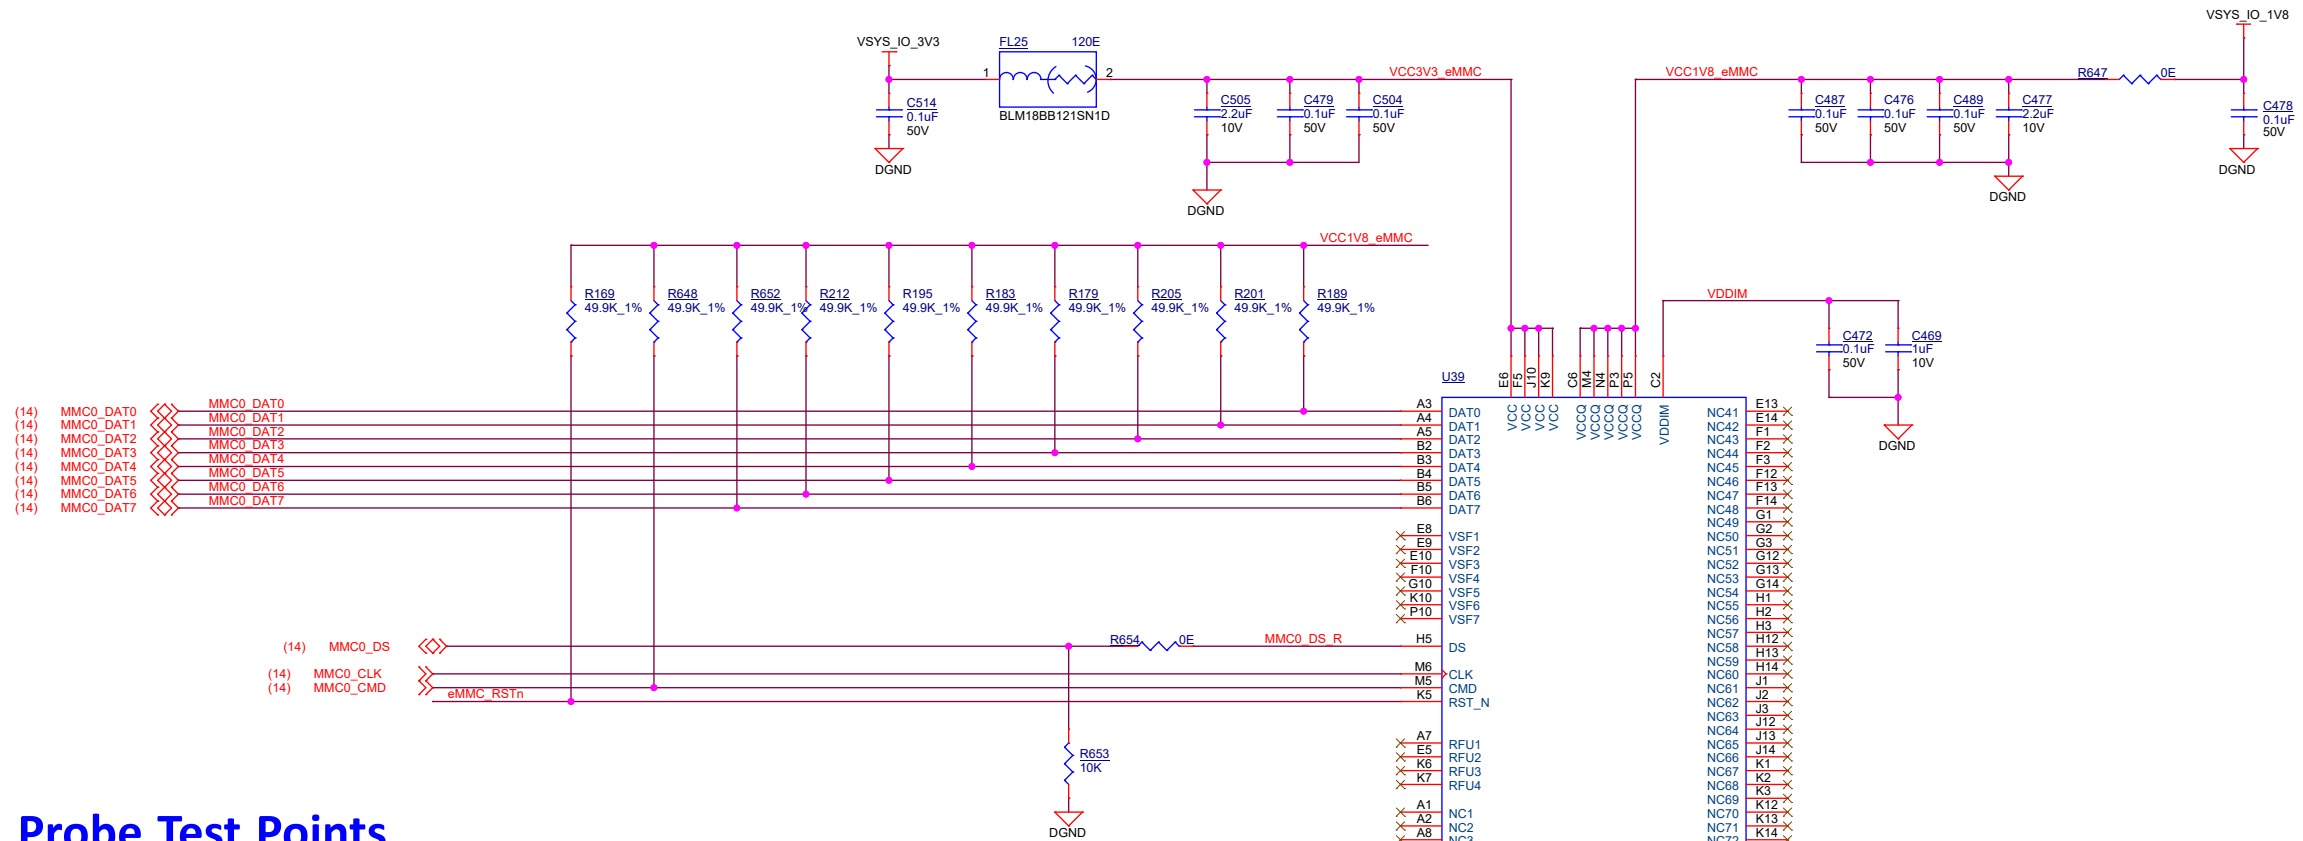 VSYS_IO_3V3
FL25 120E
1 2
BLM18BB121SN1D
C514
0.1uF
50V
DGND
C505
2.2uF
10V
C479
0.1uF
50V
C504
0.1uF
50V
DGND
VCC3V3_eMMC
VCC1V8_eMMC
C487
0.1uF
50V
C476
0.1uF
50V
C489
0.1uF
50V
C477
2.2uF
10V
DGND
R647 0E
VSYS_IO_1V8
C478
0.1uF
50V
DGND
VCC1V8_eMMC
R169
49.9K_1%
R648
49.9K_1%
R652
49.9K_1%
R212
49.9K_1%
R195
49.9K_1%
R183
49.9K_1%
R179
49.9K_1%
R205
49.9K_1%
R201
49.9K_1%
R189
49.9K_1%
VDDIM
C472
0.1uF
50V
C469
1uF
10V
DGND
(14) MMC0_DAT0 MMC0_DAT0
(14) MMC0_DAT1 MMC0_DAT1
(14) MMC0_DAT2 MMC0_DAT2
(14) MMC0_DAT3 MMC0_DAT3
(14) MMC0_DAT4 MMC0_DAT4
(14) MMC0_DAT5 MMC0_DAT5
(14) MMC0_DAT6 MMC0_DAT6
(14) MMC0_DAT7 MMC0_DAT7
(14) MMC0_DS
R654 0E
MMC0_DS_R
(14) MMC0_CLK
(14) MMC0_CMD
eMMC_RSTn
R653
10K
DGND
U39
E6 VCC
F5 VCC
J10 VCC
K9 VCC
C6 VCCQ
M4 VCCQ
N4 VCCQ
P3 VCCQ
P5 VCCQ
C2 VDDIM
A3 DAT0
A4 DAT1
A5 DAT2
B2 DAT3
B3 DAT4
B4 DAT5
B5 DAT6
B6 DAT7
E8 VSF1
E9 VSF2
E10 VSF3
F10 VSF4
G10 VSF5
K10 VSF6
P10 VSF7
H5 DS
M6 CLK
M5 CMD
K5 RST_N
A7 RFU1
E5 RFU2
K6 RFU3
K7 RFU4
A1 NC1
A2 NC2
A8 NC3
NC41 E13
NC42 E14
NC43 F1
NC44 F2
NC45 F3
NC46 F12
NC47 F13
NC48 F14
NC49 G1
NC50 G2
NC51 G3
NC52 G12
NC53 G13
NC54 G14
NC55 H1
NC56 H2
NC57 H3
NC58 H12
NC59 H13
NC60 H14
NC61 J1
NC62 J2
NC63 J3
NC64 J12
NC65 J13
NC66 J14
NC67 K1
NC68 K2
NC69 K3
NC70 K12
NC71 K13
NC72 K14
Probe Test Points